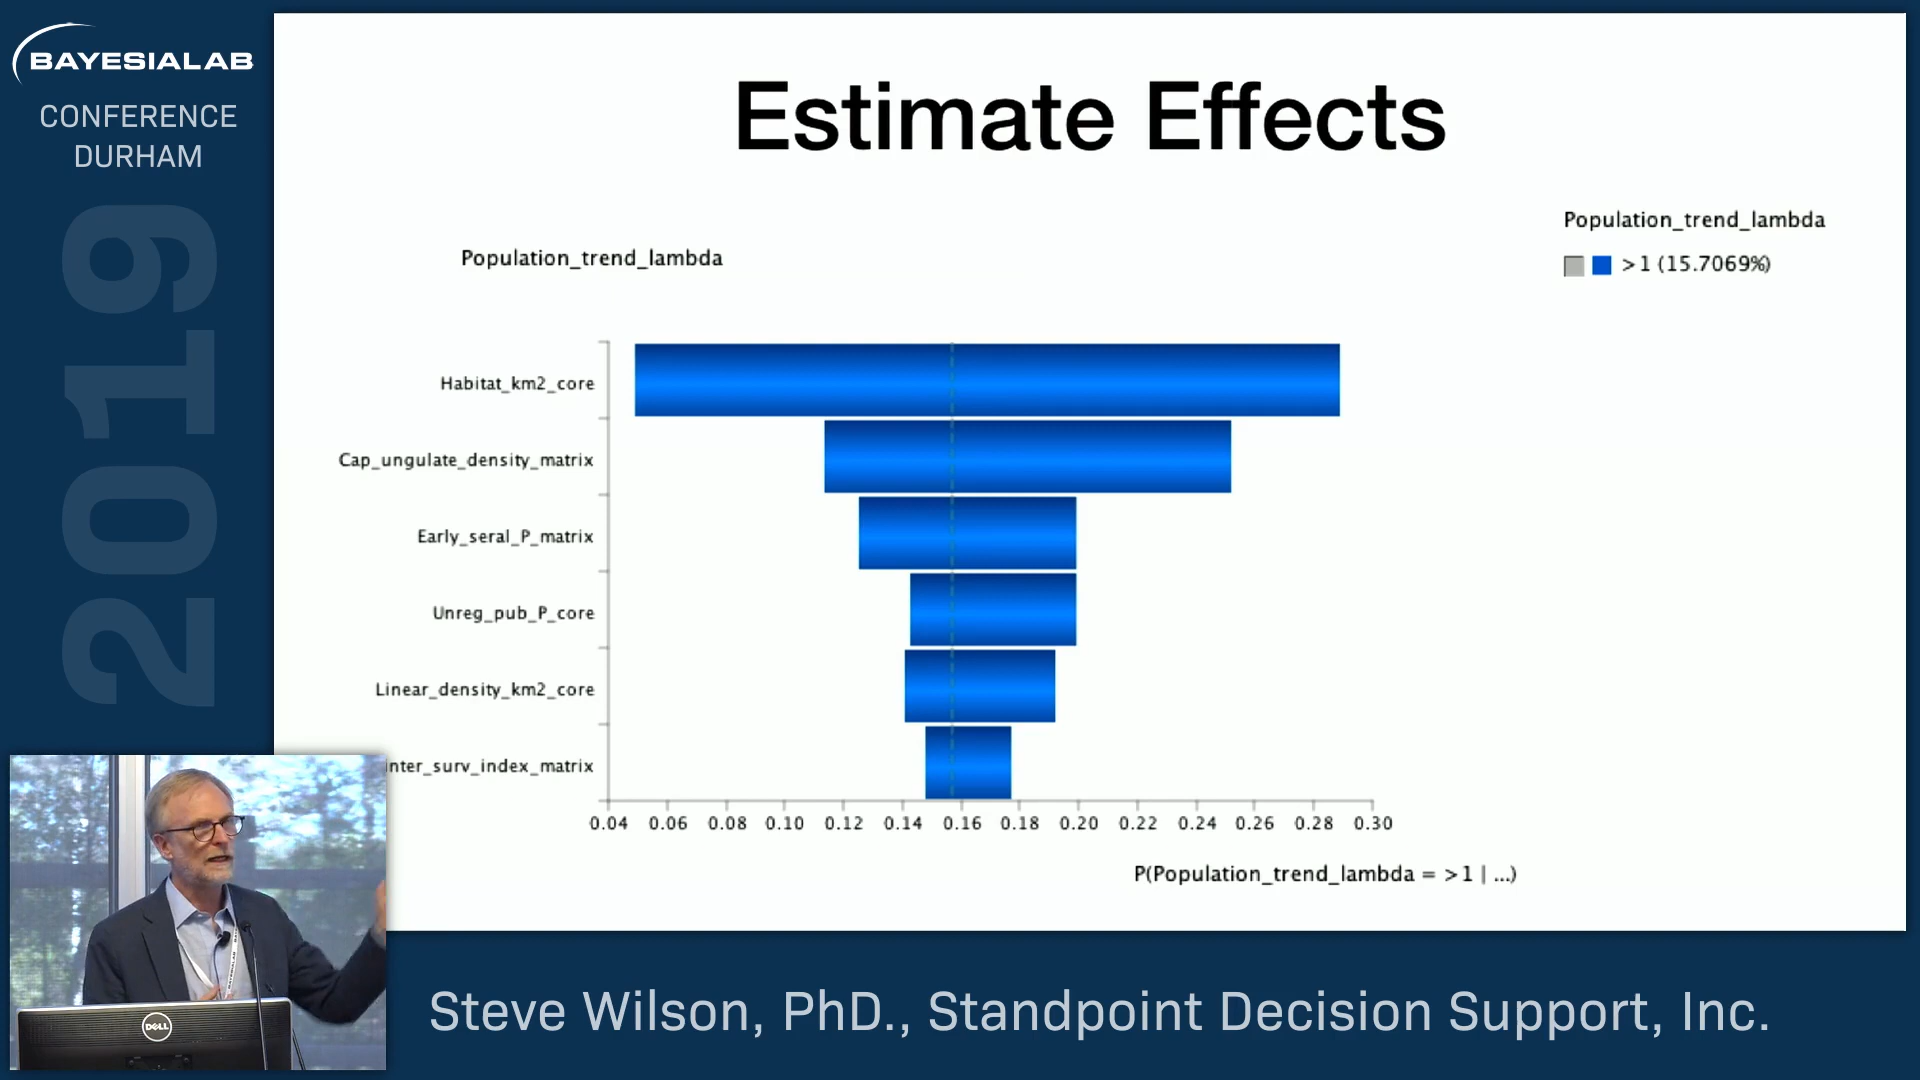 BAYESIALAB
CONFERENCE
DURHAM
2019
Estimate Effects
Population_trend_lambda
>1 (15.7069%)
Population_trend_lambda
Habitat_km2_core
Cap_ungulate_density_matrix
Early_seral_P_matrix
Unreg_pub_P_core
Linear_density_km2_core
nter_surv_index_matrix
0.04 0.06 0.08 0.10 0.12 0.14 0.16 0.18 0.20 0.22 0.24 0.26 0.28 0.30
P(Population_trend_lambda = >1 | ...)
BAYESIALAB
DELL
Steve Wilson, PhD., Standpoint Decision Support, Inc.